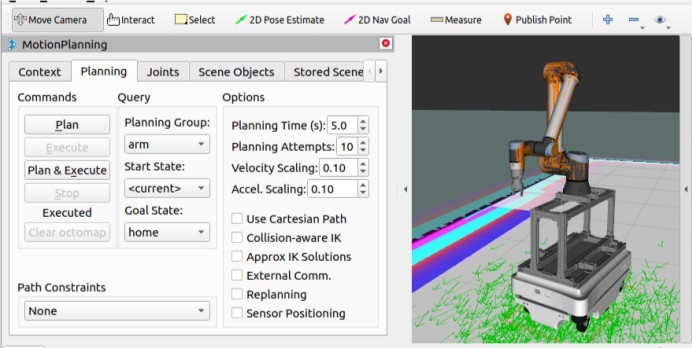 Move Camera Interact Select 2D Pose Estimate 2D Nav Goal Measure Publish Point
MotionPlanning
Context Planning Joints Scene Objects Stored Scene
Commands Query Options
Plan
Execute
Plan & Execute
Stop
Executed
Clear octomap
Planning Group:
arm
Start State:
<current>
Goal State:
home
Planning Time (s): 5.0
Planning Attempts: 10
Velocity Scaling: 0.10
Accel. Scaling: 0.10
Use Cartesian Path
Collision-aware IK
Approx IK Solutions
External Comm.
Replanning
Sensor Positioning
Path Constraints
None